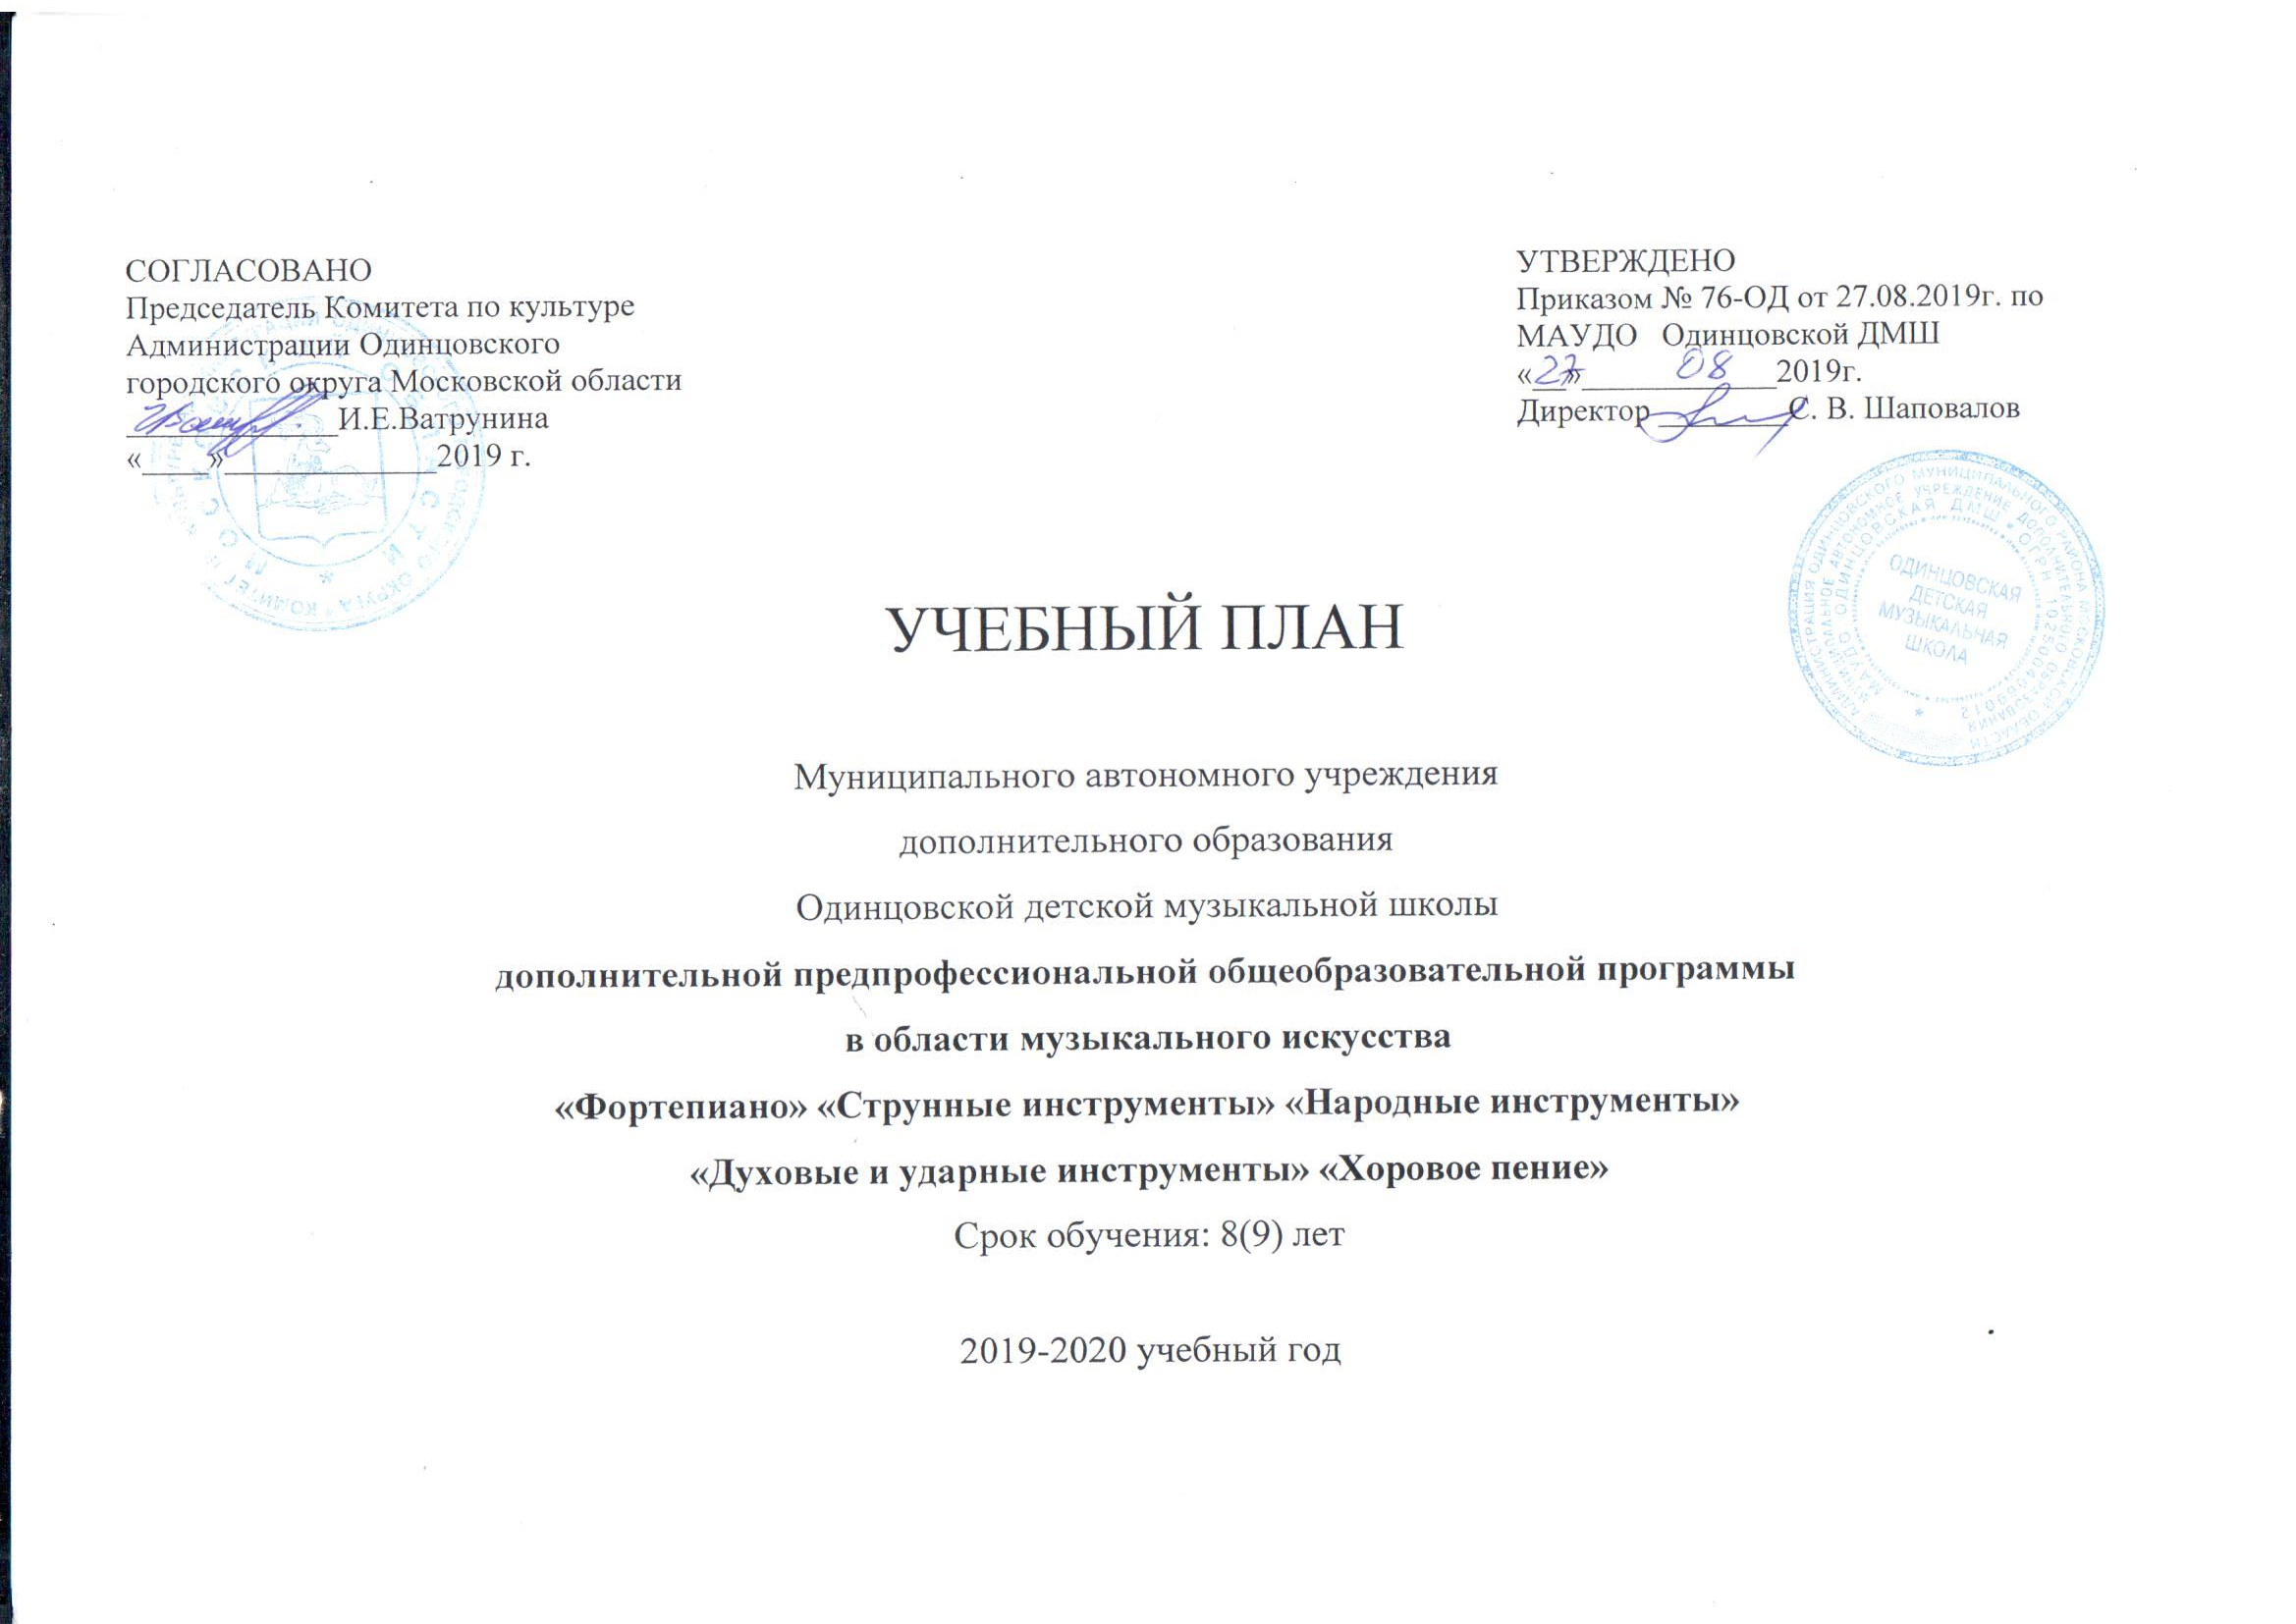 СОГЛАСОВАНО
Председатель Комитета по культуре
Администрации Одинцовского
городского округа Московской области
________________И.Е.Ватрунина
«____»________________2019 г.
УТВЕРЖДЕНО
Приказом № 76-ОД от 27.08.2019г. по
МАУДО Одинцовской ДМШ
«27» 08 2019г.
Директор ________С. В. Шаповалов
ОДИНЦОВСКАЯ
ДЕТСКАЯ
МУЗЫКАЛЬНАЯ
ШКОЛА
УЧЕБНЫЙ ПЛАН
Муниципального автономного учреждения
дополнительного образования
Одинцовской детской музыкальной школы
дополнительной предпрофессиональной общеобразовательной программы
в области музыкального искусства
«Фортепиано» «Струнные инструменты» «Народные инструменты»
«Духовые и ударные инструменты» «Хоровое пение»
Срок обучения: 8(9) лет
2019-2020 учебный год